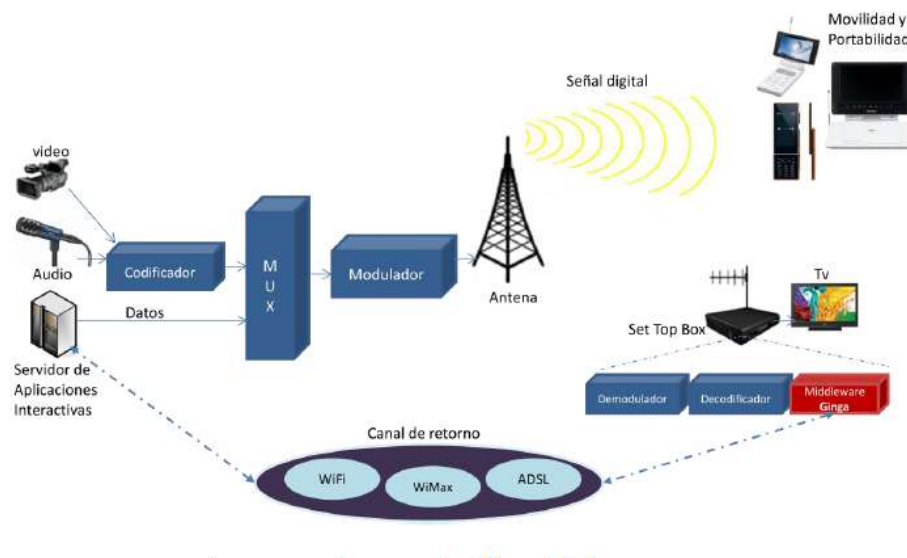 Movilidad y
Portabilidad
Señal digital
video
Audio
Codificador
M
U
X
Modulador
Antena
Datos
Servidor de
Aplicaciones
Interactivas
Tv
Set Top Box
Demodulador
Decodificador
Middleware
Ginga
Canal de retorno
WiFi
WiMax
ADSL